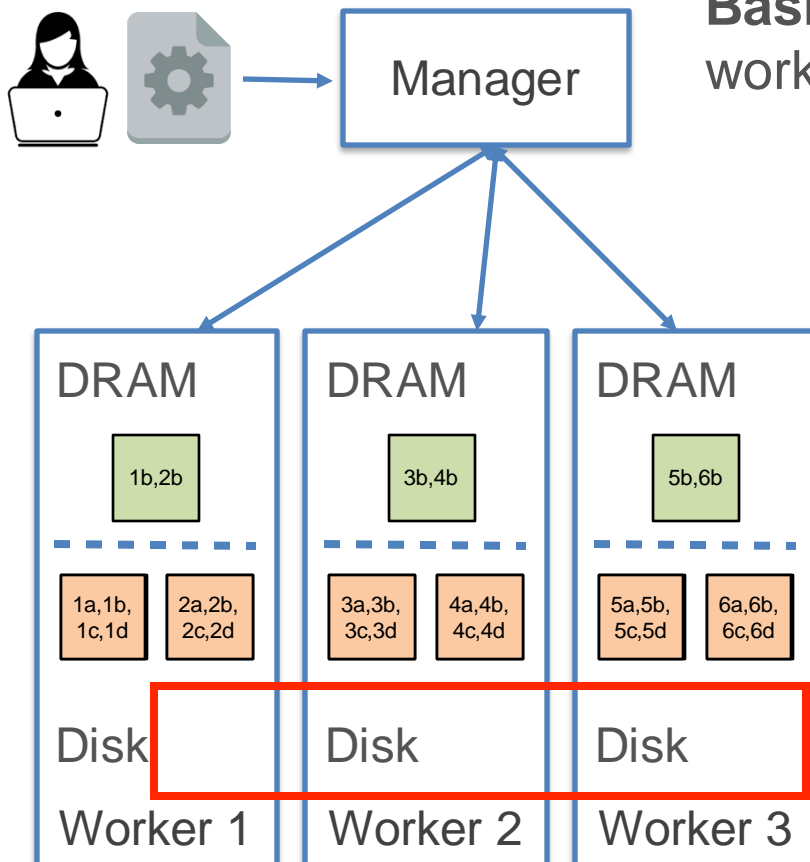 Manager
work
DRAM
DRAM
DRAM
1b,2b
3b,4b
5b,6b
1a,1b,
1c,1d
2a,2b,
2c,2d
3a,3b,
3c,3d
4a,4b,
4c,4d
5a,5b,
5c,5d
6a,6b,
6c,6d
Disk
Disk
Disk
Worker 1
Worker 2
Worker 3